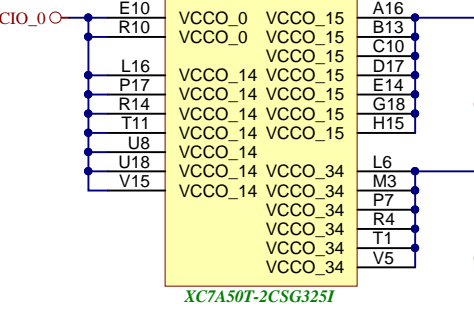 CIO_0 E10 VCCO_0 VCCO_15 A16
R10 VCCO_0 VCCO_15 B13
VCCO_15 C10
L16 VCCO_14 VCCO_15 D17
P17 VCCO_14 VCCO_15 E14
R14 VCCO_14 VCCO_15 G18
T11 VCCO_14 VCCO_15 H15
U8 VCCO_14
U18 VCCO_14 VCCO_34 L6
V15 VCCO_14 VCCO_34 M3
VCCO_34 P7
VCCO_34 R4
VCCO_34 T1
VCCO_34 V5
XC7A50T-2CSG325I